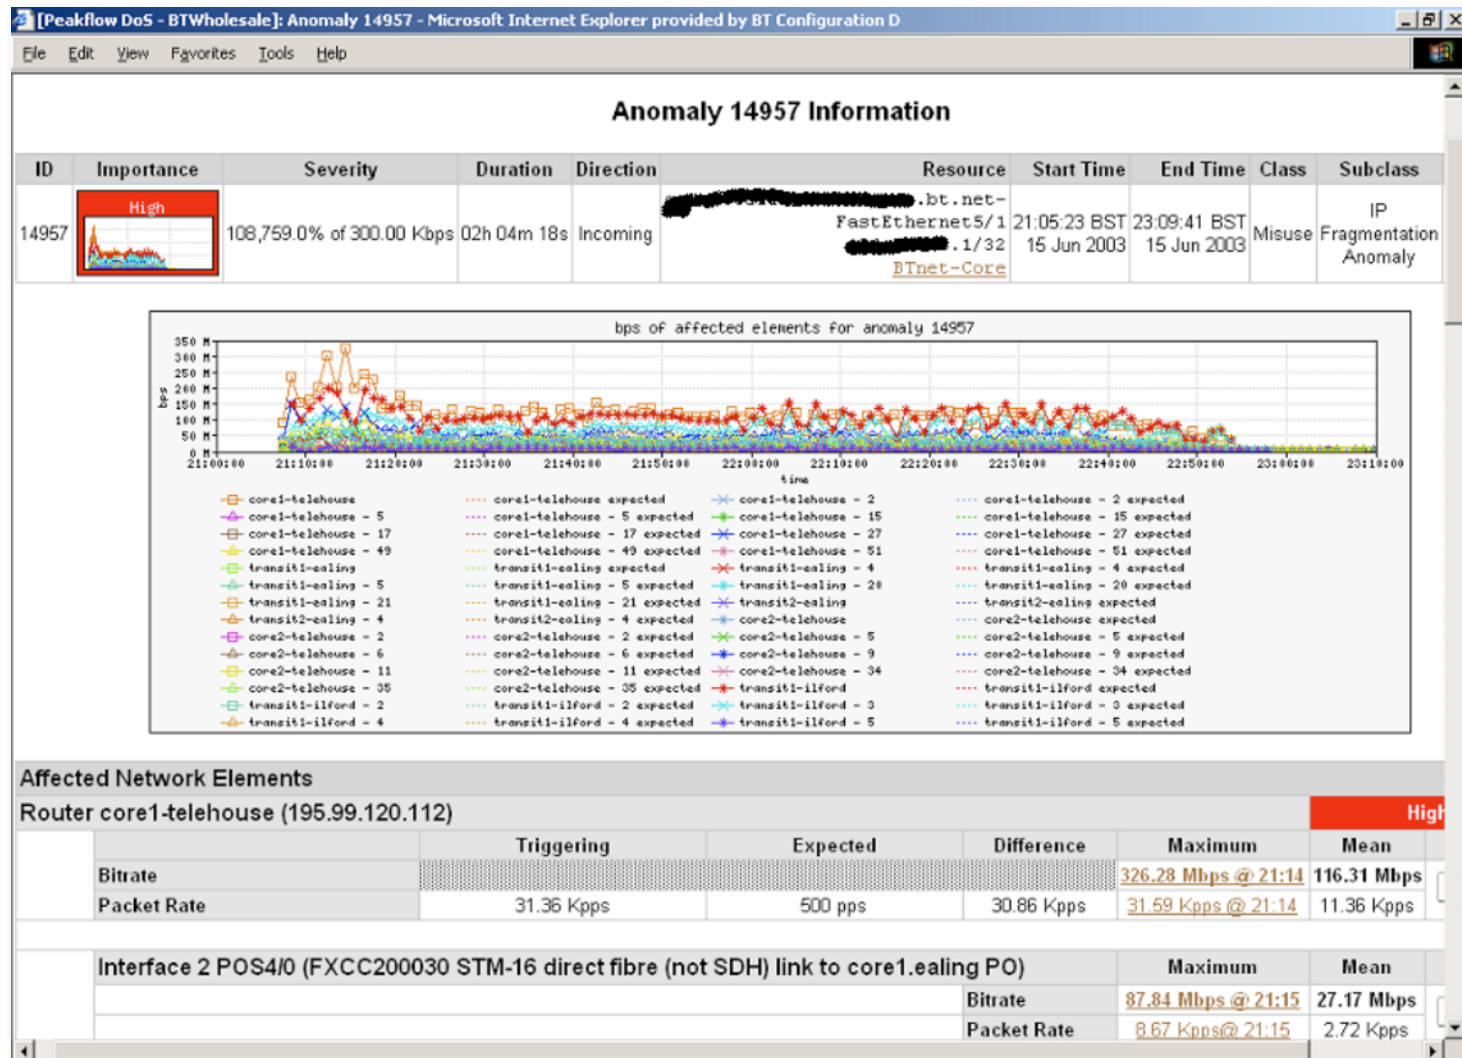 [Peakflow DoS - BTWholesale]: Anomaly 14957 - Microsoft Internet Explorer provided by BT Configuration D
File Edit View Favorites Tools Help
Anomaly 14957 Information
ID Importance Severity Duration Direction Resource Start Time End Time Class Subclass
14957 High 108,759.0% of 300.00 Kbps 02h 04m 18s Incoming .bt.net-FastEthernet5/1 .1/32 BTnet-Core 21:05:23 BST 15 Jun 2003 23:09:41 BST 15 Jun 2003 Misuse IP Fragmentation Anomaly
bps of affected elements for anomaly 14957
350 M
300 M
250 M
200 M
150 M
100 M
50 M
0 M
bps
21:00:00 21:10:00 21:20:00 21:30:00 21:40:00 21:50:00 22:00:00 22:10:00 22:20:00 22:30:00 22:40:00 22:50:00 23:00:00 23:10:00
time
core1-telehouse core1-telehouse expected core1-telehouse - 2 core1-telehouse - 2 expected
core1-telehouse - 5 core1-telehouse - 5 expected core1-telehouse - 15 core1-telehouse - 15 expected
core1-telehouse - 17 core1-telehouse - 17 expected core1-telehouse - 27 core1-telehouse - 27 expected
core1-telehouse - 49 core1-telehouse - 49 expected core1-telehouse - 51 core1-telehouse - 51 expected
transit1-ealing transit1-ealing expected transit1-ealing - 4 transit1-ealing - 4 expected
transit1-ealing - 5 transit1-ealing - 5 expected transit1-ealing - 20 transit1-ealing - 20 expected
transit1-ealing - 21 transit1-ealing - 21 expected transit2-ealing transit2-ealing expected
transit2-ealing - 4 transit2-ealing - 4 expected core2-telehouse core2-telehouse expected
core2-telehouse - 2 core2-telehouse - 2 expected core2-telehouse - 5 core2-telehouse - 5 expected
core2-telehouse - 6 core2-telehouse - 6 expected core2-telehouse - 9 core2-telehouse - 9 expected
core2-telehouse - 11 core2-telehouse - 11 expected core2-telehouse - 34 core2-telehouse - 34 expected
core2-telehouse - 35 core2-telehouse - 35 expected transit1-ilford transit1-ilford expected
transit1-ilford - 2 transit1-ilford - 2 expected transit1-ilford - 3 transit1-ilford - 3 expected
transit1-ilford - 4 transit1-ilford - 4 expected transit1-ilford - 5 transit1-ilford - 5 expected
Affected Network Elements
Router core1-telehouse (195.99.120.112) High
Triggering Expected Difference Maximum Mean
Bitrate 326.28 Mbps @ 21:14 116.31 Mbps
Packet Rate 31.36 Kpps 500 pps 30.86 Kpps 31.59 Kpps @ 21:14 11.36 Kpps
Interface 2 POS4/0 (FXCC200030 STM-16 direct fibre (not SDH) link to core1.ealing PO) Maximum Mean
Bitrate 87.84 Mbps @ 21:15 27.17 Mbps
Packet Rate 8.67 Kpps@ 21:15 2.72 Kpps